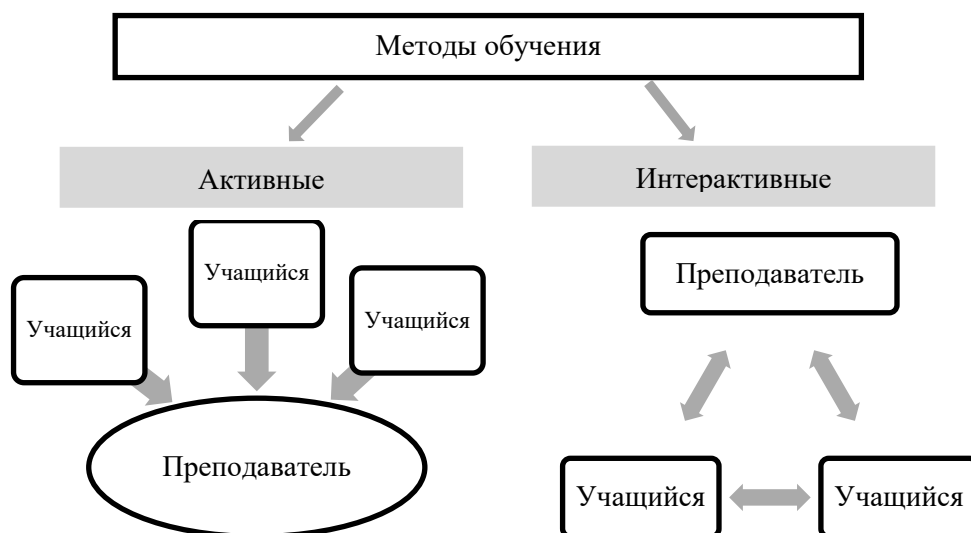 Методы обучения
Активные
Интерактивные
Учащийся
Учащийся
Учащийся
Преподаватель
Преподаватель
Учащийся
Учащийся